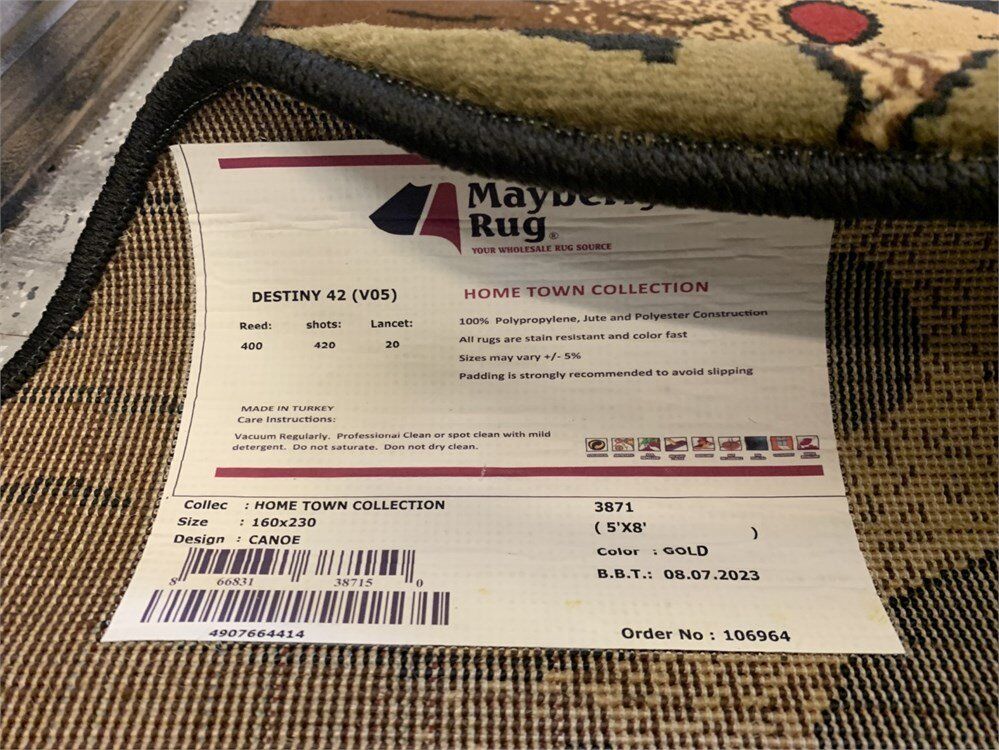 Mayberry
Rug®
YOUR WHOLESALE RUG SOURCE
DESTINY 42 (V05)
HOME TOWN COLLECTION
Reed: shots: Lancet:
400 420 20
100% Polypropylene, Jute and Polyester Construction
All rugs are stain resistant and color fast
Sizes may vary +/- 5%
Padding is strongly recommended to avoid slipping
MADE IN TURKEY
Care Instructions:
Vacuum Regularly. Professional Clean or spot clean with mild
detergent. Do not saturate. Don not dry clean.
Collec : HOME TOWN COLLECTION
3871
Size : 160x230
( 5'X8' )
Design : CANOE
Color : GOLD
8 66831 38715 0
B.B.T.: 08.07.2023
4907664414
Order No : 106964